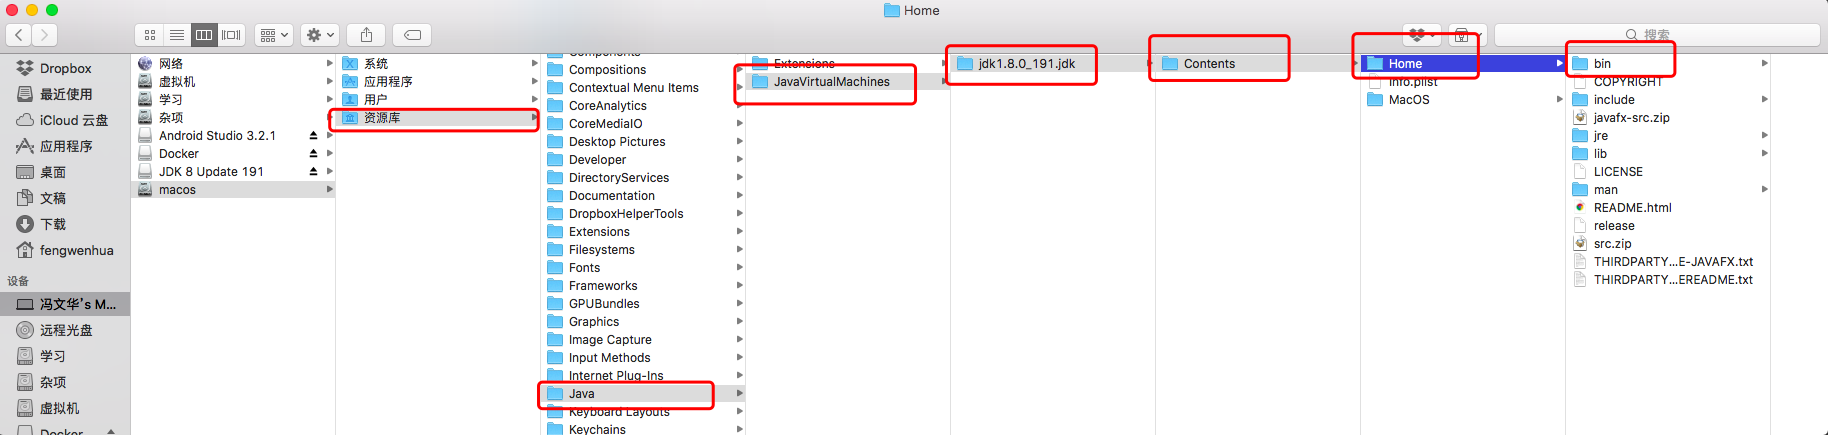 Home
搜索
Dropbox
最近使用
iCloud 云盘
应用程序
桌面
文稿
下载
fengwenhua
设备
冯文华's M...
远程光盘
学习
杂项
虚拟机
Docker
网络
虚拟机
学习
杂项
Android Studio 3.2.1
Docker
JDK 8 Update 191
macos
系统
应用程序
用户
资源库
Components
Compositions
Contextual Menu Items
CoreAnalytics
CoreMediaIO
Desktop Pictures
Developer
DirectoryServices
Documentation
DropboxHelperTools
Extensions
Filesystems
Fonts
Frameworks
GPUBundles
Graphics
Image Capture
Input Methods
Internet Plug-Ins
Java
Keyboard Layouts
Keychains
Extensions
JavaVirtualMachines
jdk1.8.0_191.jdk
Contents
Home
Info.plist
MacOS
bin
COPYRIGHT
include
javafx-src.zip
jre
lib
LICENSE
man
README.html
release
src.zip
THIRDPARTY...E-JAVAFX.txt
THIRDPARTY...EREADME.txt